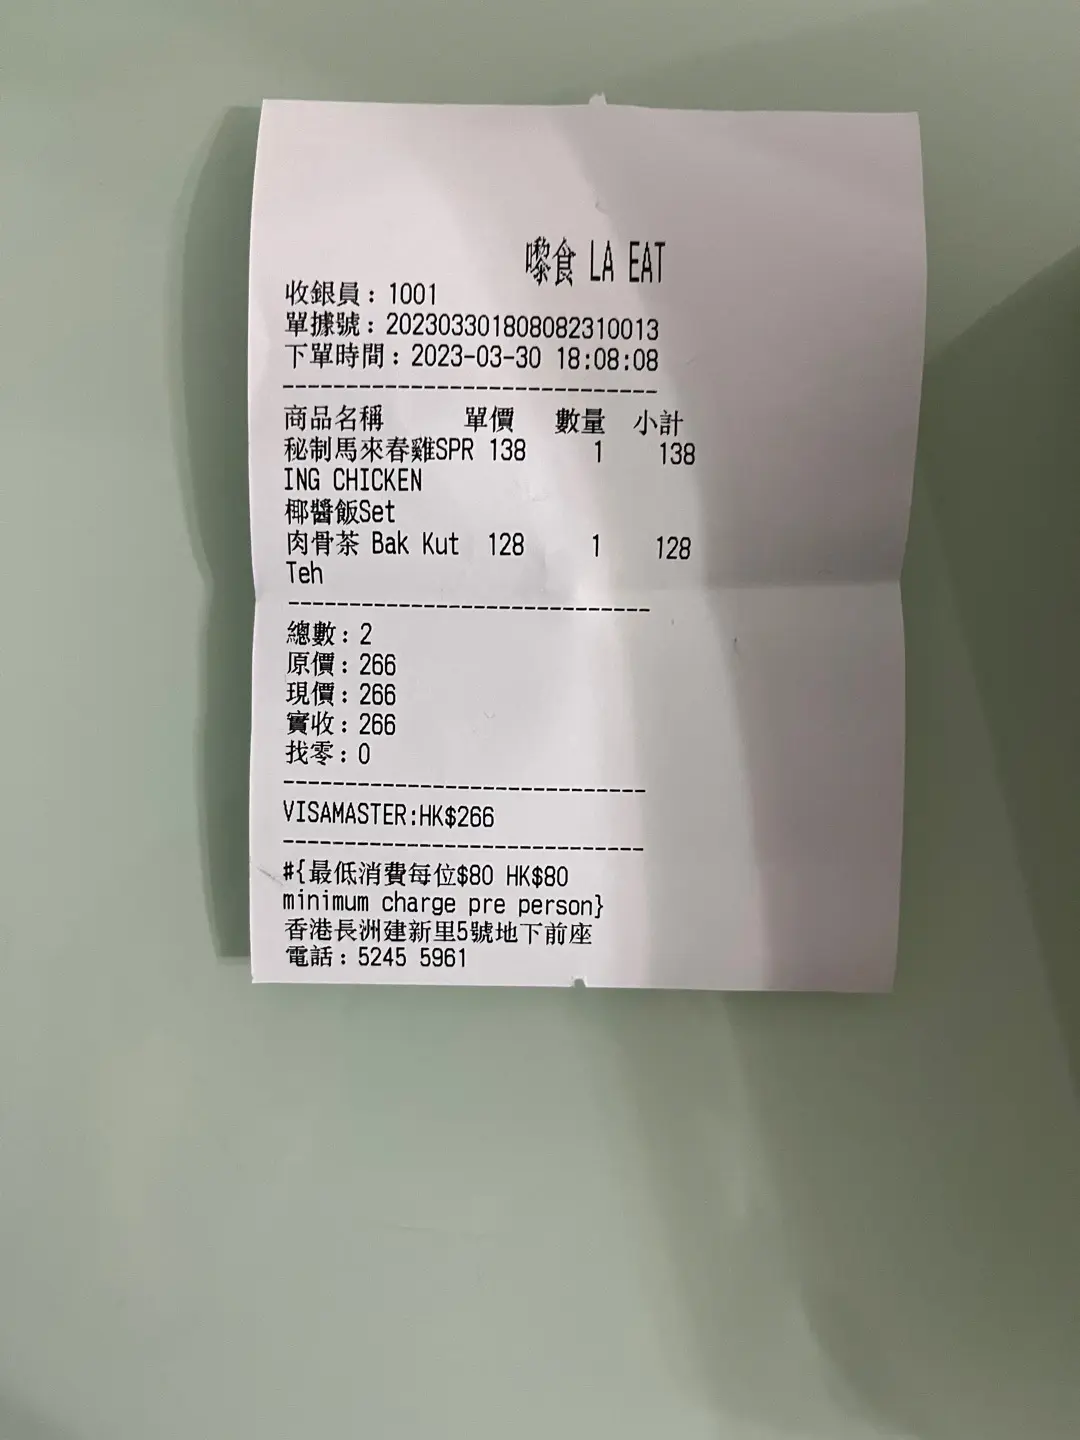 嚟食 LA EAT
收銀員：1001
單據號：202303301808082310013
下單時間：2023-03-30 18:08:08
------------------------------
商品名稱 單價 數量 小計
秘制馬來春雞SPR 138 1 138
ING CHICKEN
椰醬飯Set
肉骨茶 Bak Kut 128 1 128
Teh
------------------------------
總數：2
原價：266
現價：266
實收：266
找零：0
------------------------------
VISAMASTER:HK$266
------------------------------
#{最低消費每位$80 HK$80
minimum charge pre person}
香港長洲建新里5號地下前座
電話：5245 5961